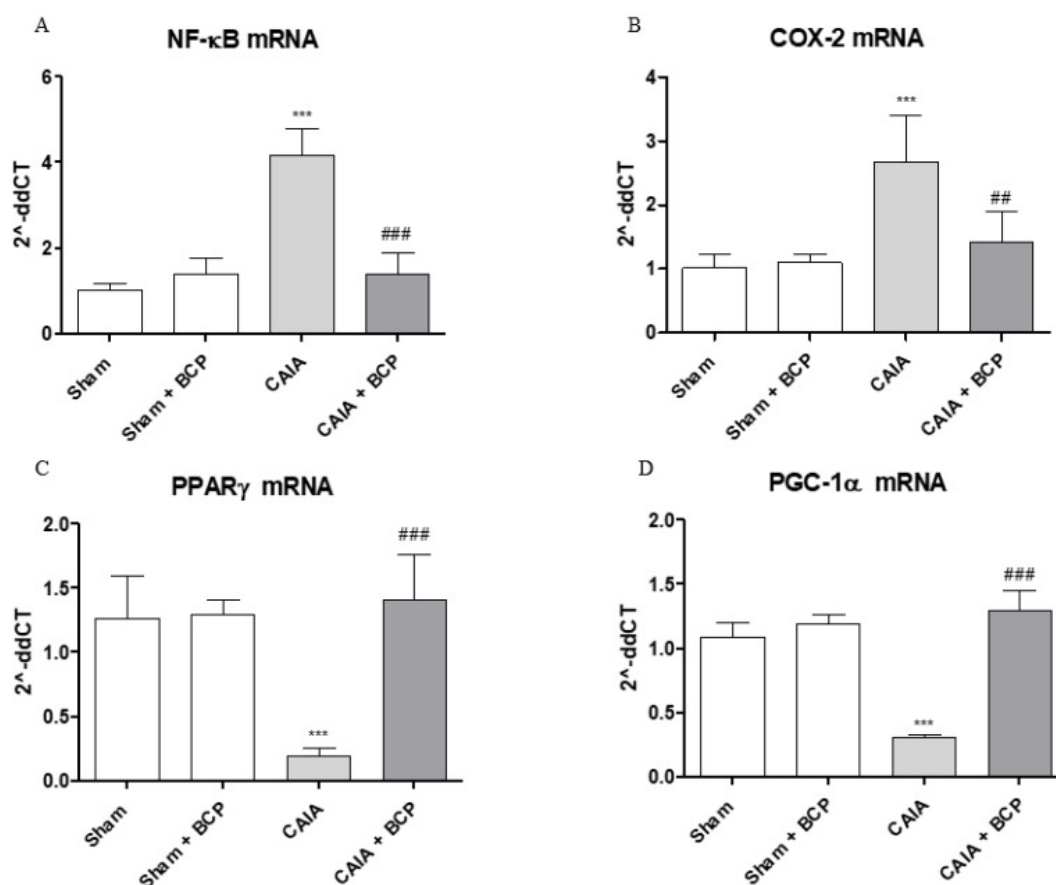 A
NF-κB mRNA
2^-ddCT
6
4
2
0
***
###
Sham
Sham + BCP
CAIA
CAIA + BCP
B
COX-2 mRNA
2^-ddCT
4
3
2
1
0
***
##
Sham
Sham + BCP
CAIA
CAIA + BCP
C
PPARγ mRNA
2^-ddCT
2.0
1.5
1.0
0.5
0.0
***
###
Sham
Sham + BCP
CAIA
CAIA + BCP
D
PGC-1α mRNA
2^-ddCT
2.0
1.5
1.0
0.5
0.0
***
###
Sham
Sham + BCP
CAIA
CAIA + BCP